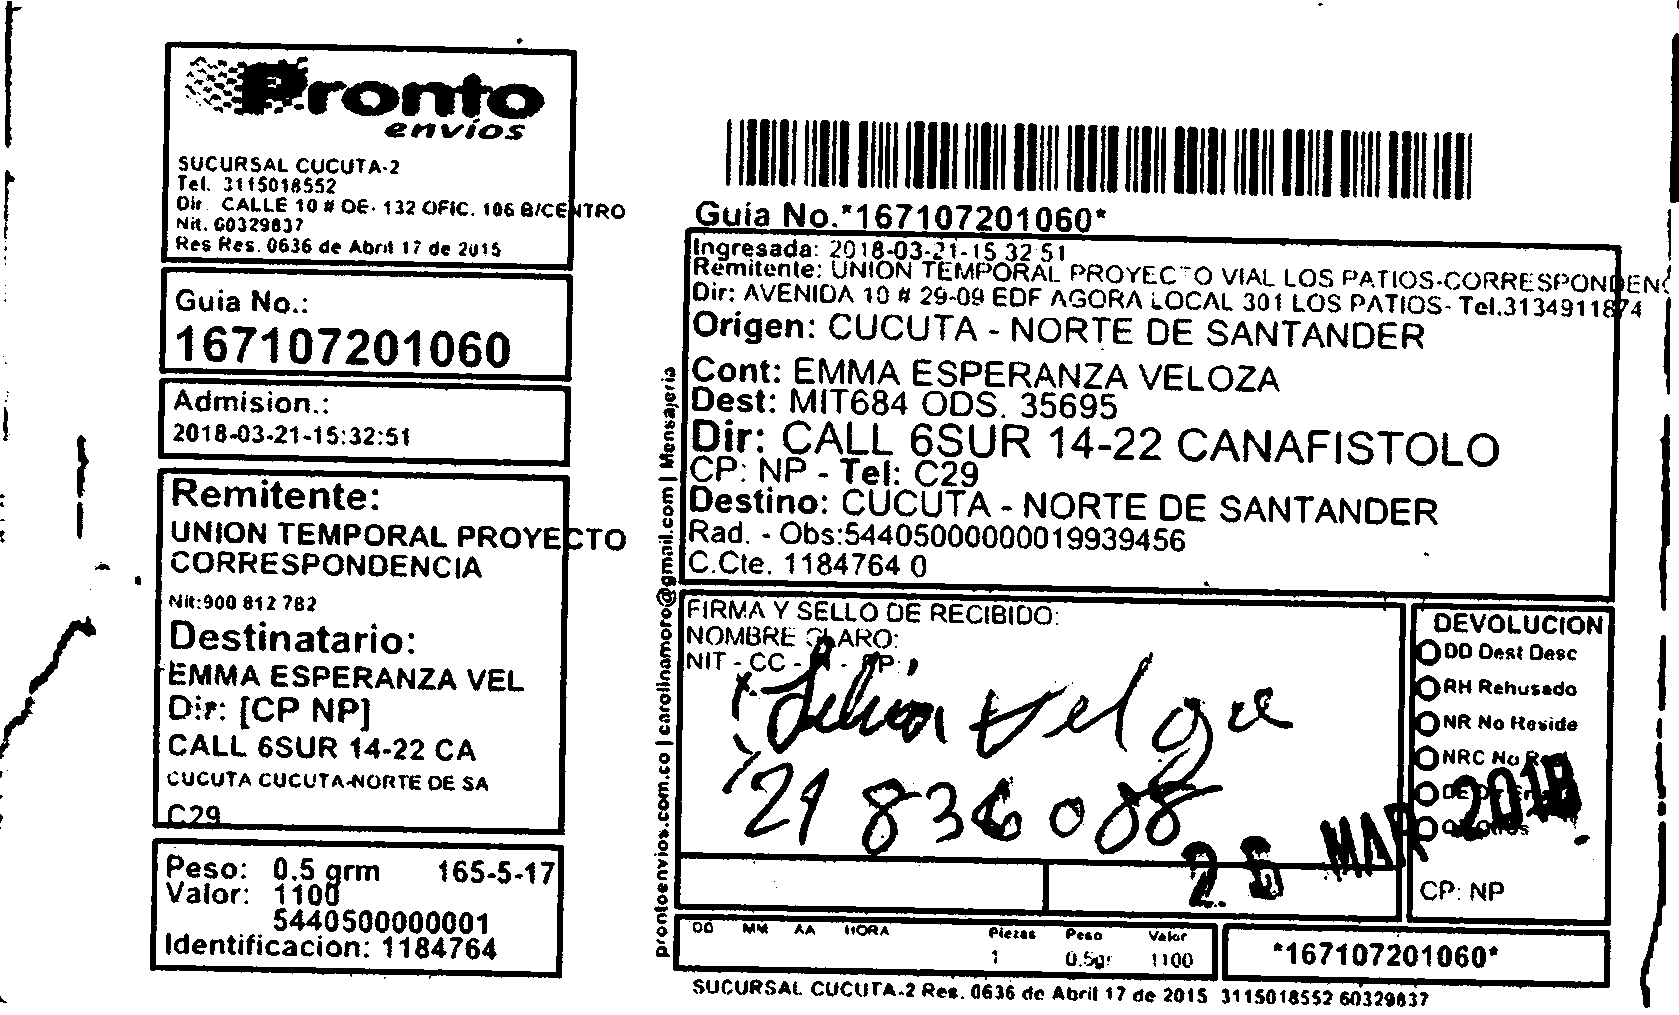 Pronto
envios
SUCURSAL CUCUTA-2
Tel. 3115018552
Dir. CALLE 10 # OE- 132 OFIC. 106 B/CENTRO
Nit. 60329837
Res Res. 0636 de Abril 17 de 2015
Guia No.:
167107201060
Admision.:
2018-03-21-15:32:51
Remitente:
UNION TEMPORAL PROYECTO
CORRESPONDENCIA
Nit:900 812 782
Destinatario:
EMMA ESPERANZA VEL
Dir: [CP NP]
CALL 6SUR 14-22 CA
CUCUTA CUCUTA-NORTE DE SA
C29
Peso: 0.5 grm 165-5-17
Valor: 1100
5440500000001
Identificacion: 1184764
prontoenvios.com.co | carolinamoro@gmail.com | Mensajeria
Guia No.*167107201060*
Ingresada: 2018-03-21-15 32 51
Remitente: UNION TEMPORAL PROYECTO VIAL LOS PATIOS-CORRESPONDENC
Dir: AVENIDA 10 # 29-09 EDF AGORA LOCAL 301 LOS PATIOS- Tel.3134911874
Origen: CUCUTA - NORTE DE SANTANDER
Cont: EMMA ESPERANZA VELOZA
Dest: MIT684 ODS. 35695
Dir: CALL 6SUR 14-22 CANAFISTOLO
CP: NP - Tel: C29
Destino: CUCUTA - NORTE DE SANTANDER
Rad. - Obs:54405000000019939456
C.Cte. 1184764 0
FIRMA Y SELLO DE RECIBIDO:
NOMBRE CLARO:
NIT - CC -
21 836 088
MAR 2018
DEVOLUCION
DD Dest Desc
RH Rehusado
NR No Reside
NRC No
CP: NP
DD MM AA HORA Piezas Peso Valor
1 0.5gr 1100
*167107201060*
SUCURSAL CUCUTA-2 Res. 0636 de Abril 17 de 2015 3115018552 60329837